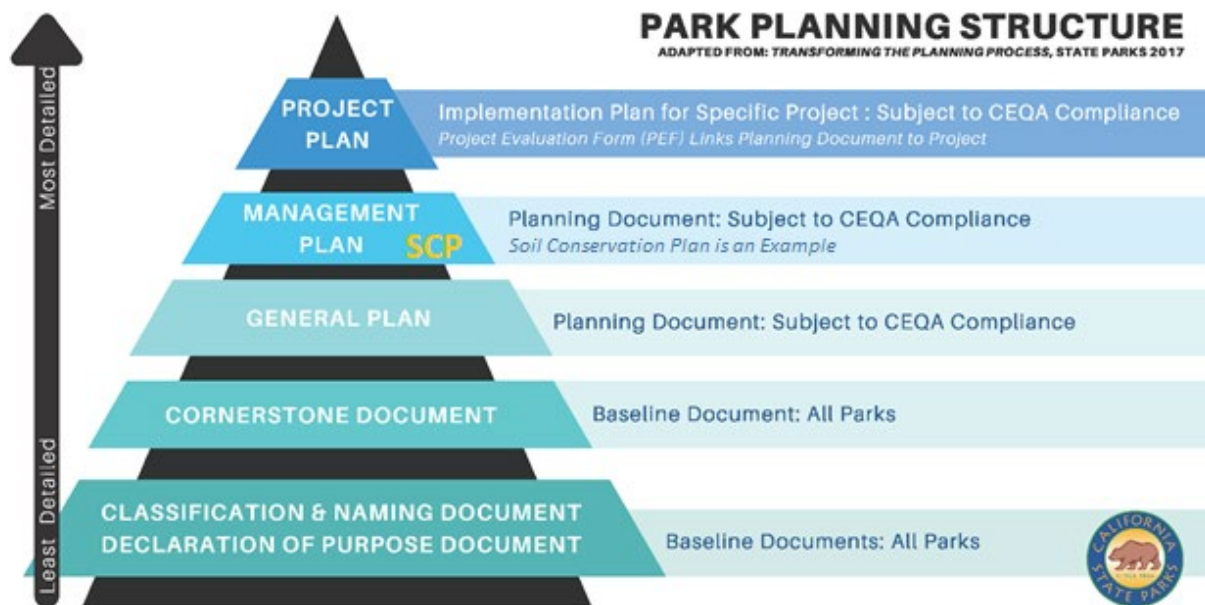 PARK PLANNING STRUCTURE
ADAPTED FROM: TRANSFORMING THE PLANNING PROCESS, STATE PARKS 2017
Most Detailed
Least Detailed
PROJECT
PLAN
Implementation Plan for Specific Project : Subject to CEQA Compliance
Project Evaluation Form (PEF) Links Planning Document to Project
MANAGEMENT
PLAN
SCP
Planning Document: Subject to CEQA Compliance
Soil Conservation Plan is an Example
GENERAL PLAN
Planning Document: Subject to CEQA Compliance
CORNERSTONE DOCUMENT
Baseline Document: All Parks
CLASSIFICATION & NAMING DOCUMENT
DECLARATION OF PURPOSE DOCUMENT
Baseline Documents: All Parks
CALIFORNIA
STATE PARKS